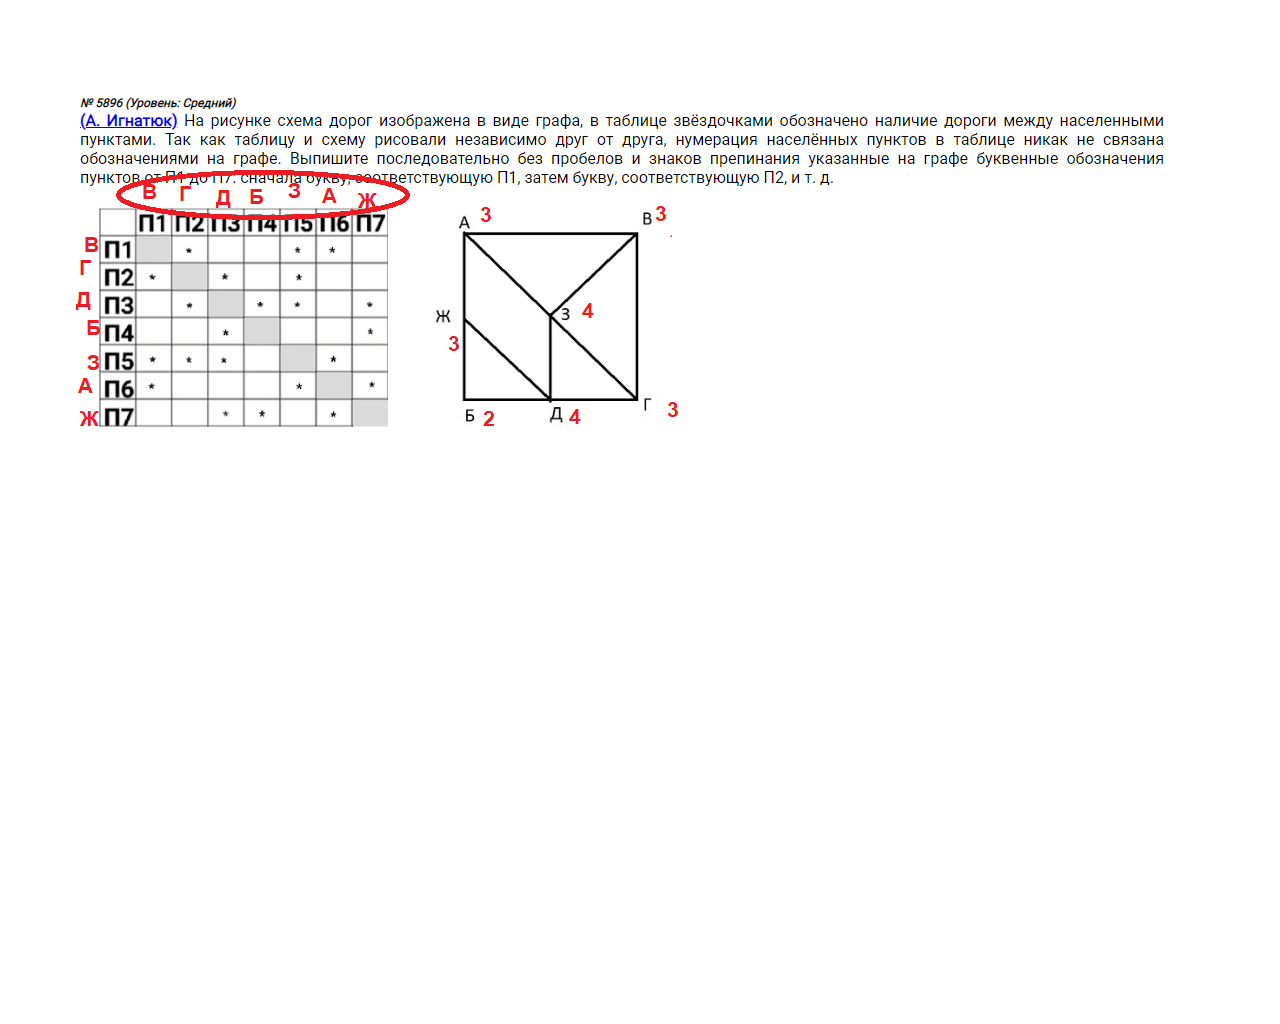 № 5896 (Уровень: Средний)
(А. Игнатюк) На рисунке схема дорог изображена в виде графа, в таблице звёздочками обозначено наличие дороги между населенными
пунктами. Так как таблицу и схему рисовали независимо друг от друга, нумерация населённых пунктов в таблице никак не связана
обозначениями на графе. Выпишите последовательно без пробелов и знаков препинания указанные на графе буквенные обозначения
пунктов от П1 до П7: сначала букву, соответствующую П1, затем букву, соответствующую П2, и т. д.
В Г Д Б З А Ж
П1 П2 П3 П4 П5 П6 П7
В П1 * * *
Г П2 * * *
Д П3 * * * *
Б П4 * *
З П5 * * * *
А П6 * * *
Ж П7 * * *
А 3 В 3
Ж 3 З 4
Б 2 Д 4 Г 3